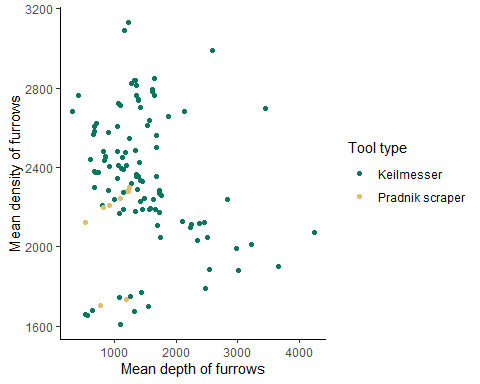 3200
2800
2400
2000
1600
Mean density of furrows
1000 2000 3000 4000
Mean depth of furrows
Tool type
Keilmesser
Pradnik scraper